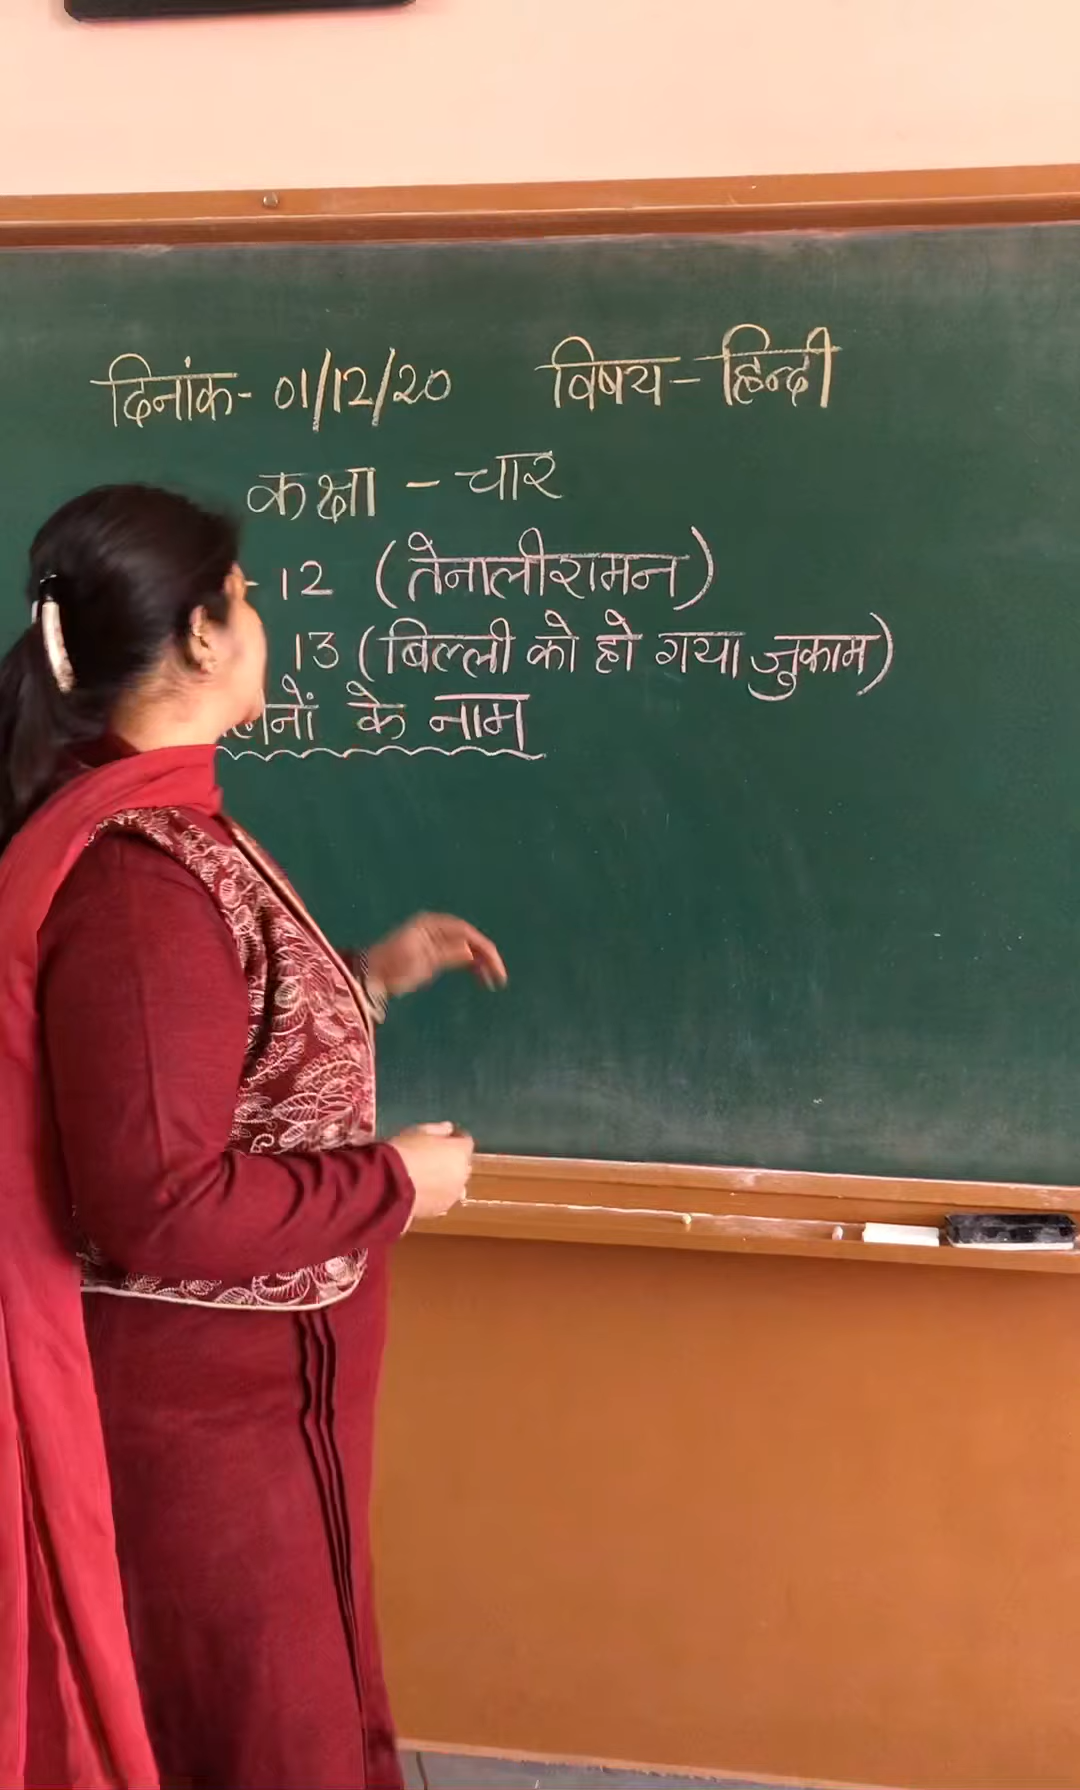 दिनांक- 01/12/20 विषय - हिन्दी
कक्षा - चार
- 12 (तेनालीरामन)
13 (बिल्ली को हो गया जुकाम)
के नाम